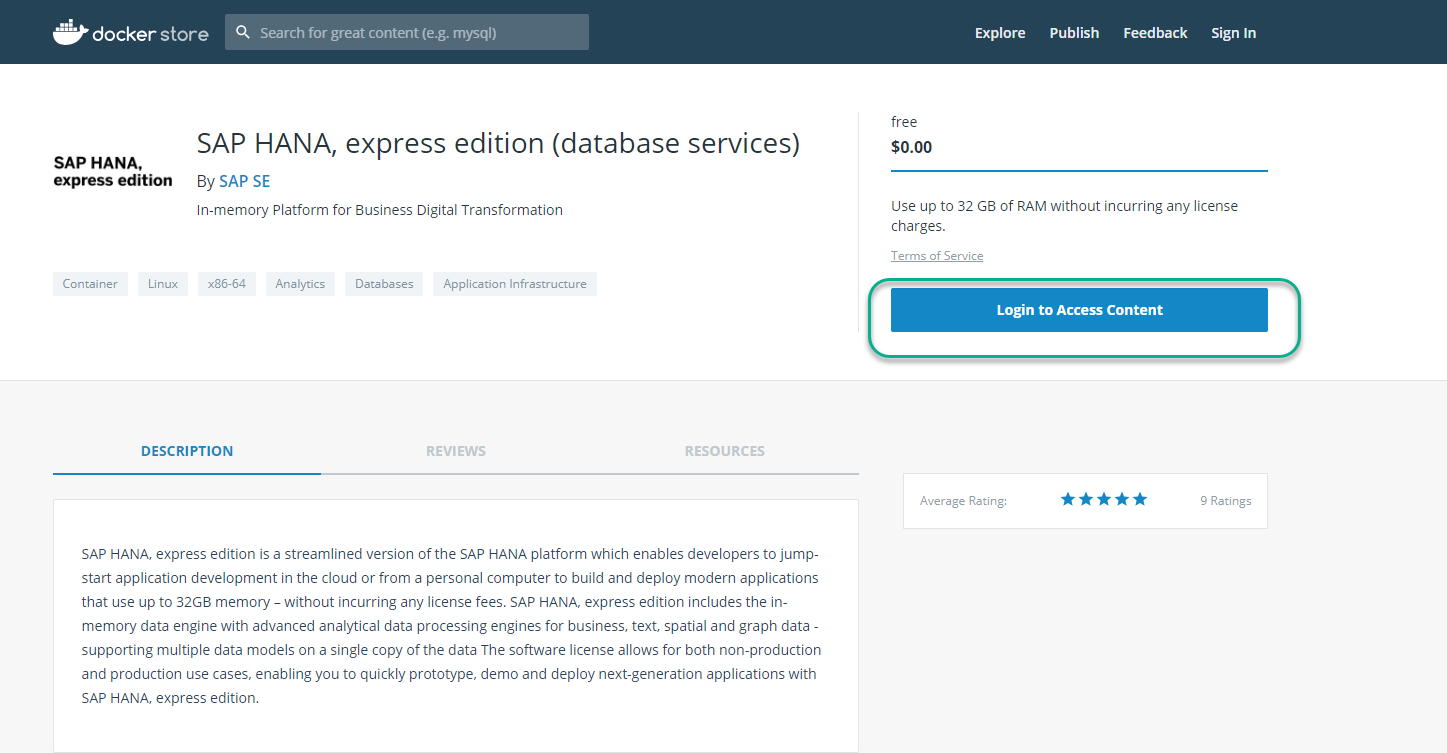 docker store
Search for great content (e.g. mysql)
Explore
Publish
Feedback
Sign In
SAP HANA,
express edition
SAP HANA, express edition (database services)
By SAP SE
In-memory Platform for Business Digital Transformation
Container
Linux
x86-64
Analytics
Databases
Application Infrastructure
free
$0.00
Use up to 32 GB of RAM without incurring any license
charges.
Terms of Service
Login to Access Content
DESCRIPTION
REVIEWS
RESOURCES
SAP HANA, express edition is a streamlined version of the SAP HANA platform which enables developers to jump-
start application development in the cloud or from a personal computer to build and deploy modern applications
that use up to 32GB memory – without incurring any license fees. SAP HANA, express edition includes the in-
memory data engine with advanced analytical data processing engines for business, text, spatial and graph data -
supporting multiple data models on a single copy of the data The software license allows for both non-production
and production use cases, enabling you to quickly prototype, demo and deploy next-generation applications with
SAP HANA, express edition.
Average Rating:
9 Ratings